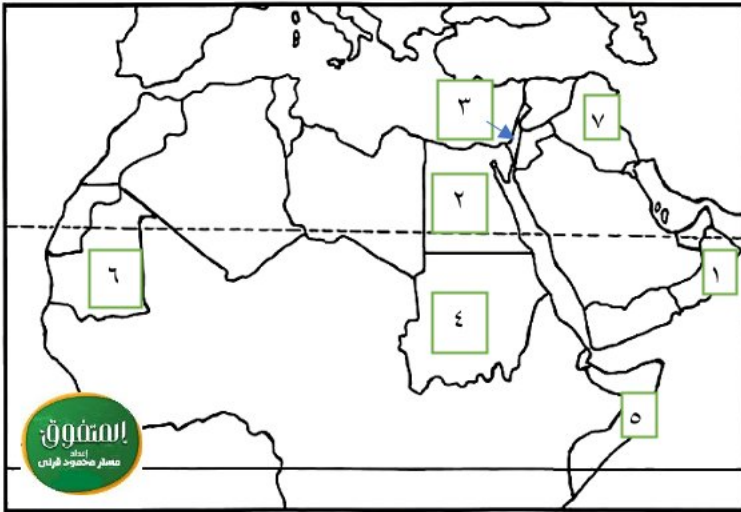 ٣
٧
٢
١
٦
٤
٥
المتفوق
إعداد
مستر محمود قرني